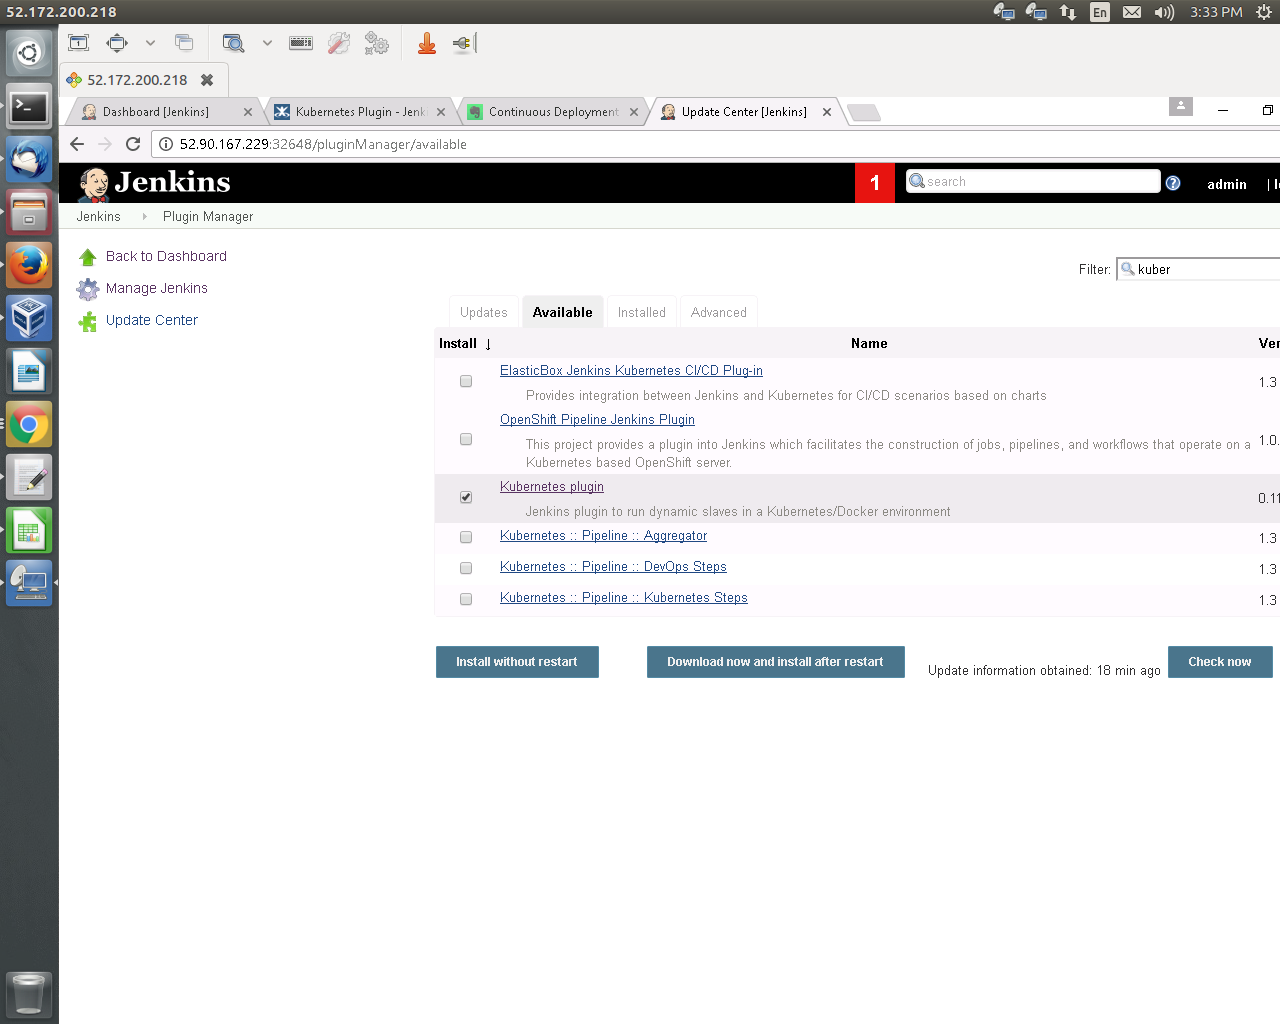 52.172.200.218
En
3:33 PM
52.172.200.218
Dashboard [Jenkins]
Kubernetes Plugin - Jenk
Continuous Deployment
Update Center [Jenkins]
52.90.167.229:32648/pluginManager/available
Jenkins
1
search
admin
Jenkins
Plugin Manager
Back to Dashboard
Manage Jenkins
Update Center
Filter:
kuber
Updates
Available
Installed
Advanced
Install ↓
Name
Ver
ElasticBox Jenkins Kubernetes CI/CD Plug-in
Provides integration between Jenkins and Kubernetes for CI/CD scenarios based on charts
1.3
OpenShift Pipeline Jenkins Plugin
This project provides a plugin into Jenkins which facilitates the construction of jobs, pipelines, and workflows that operate on a
Kubernetes based OpenShift server.
1.0.
Kubernetes plugin
Jenkins plugin to run dynamic slaves in a Kubernetes/Docker environment
0.11
Kubernetes :: Pipeline :: Aggregator
1.3
Kubernetes :: Pipeline :: DevOps Steps
1.3
Kubernetes :: Pipeline :: Kubernetes Steps
1.3
Install without restart
Download now and install after restart
Update information obtained: 18 min ago
Check now